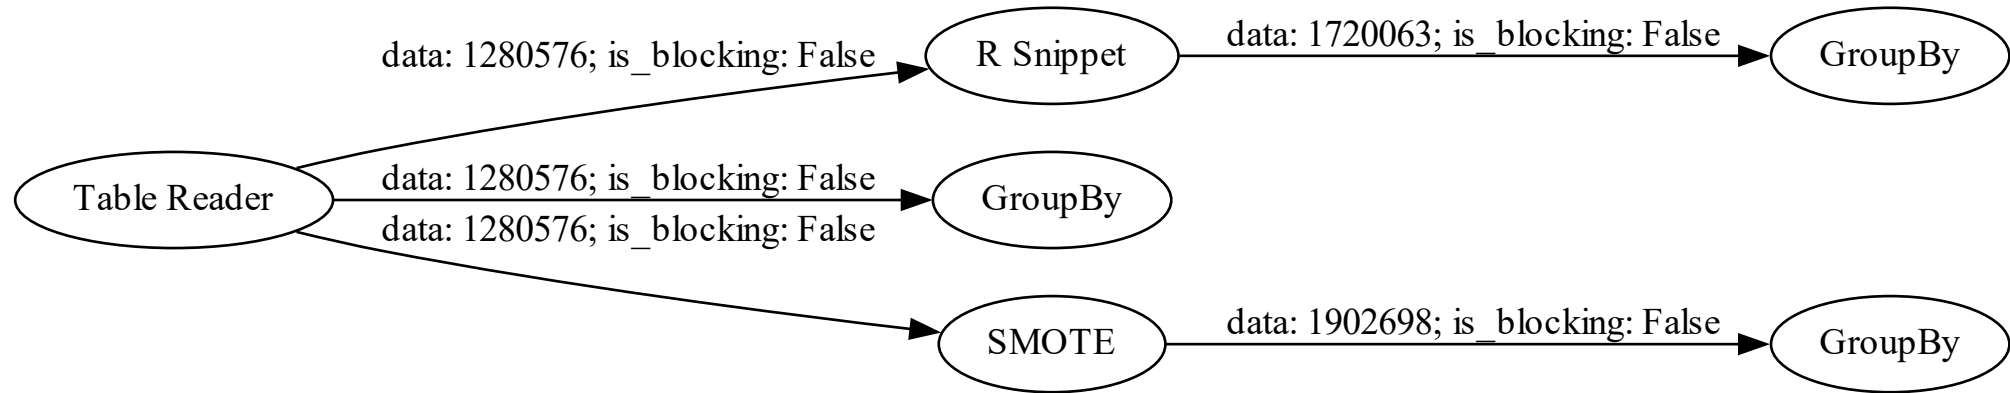 data: 1280576; is_blocking: False
R Snippet
data: 1720063; is_blocking: False
GroupBy
Table Reader
data: 1280576; is_blocking: False
GroupBy
data: 1280576; is_blocking: False
SMOTE
data: 1902698; is_blocking: False
GroupBy